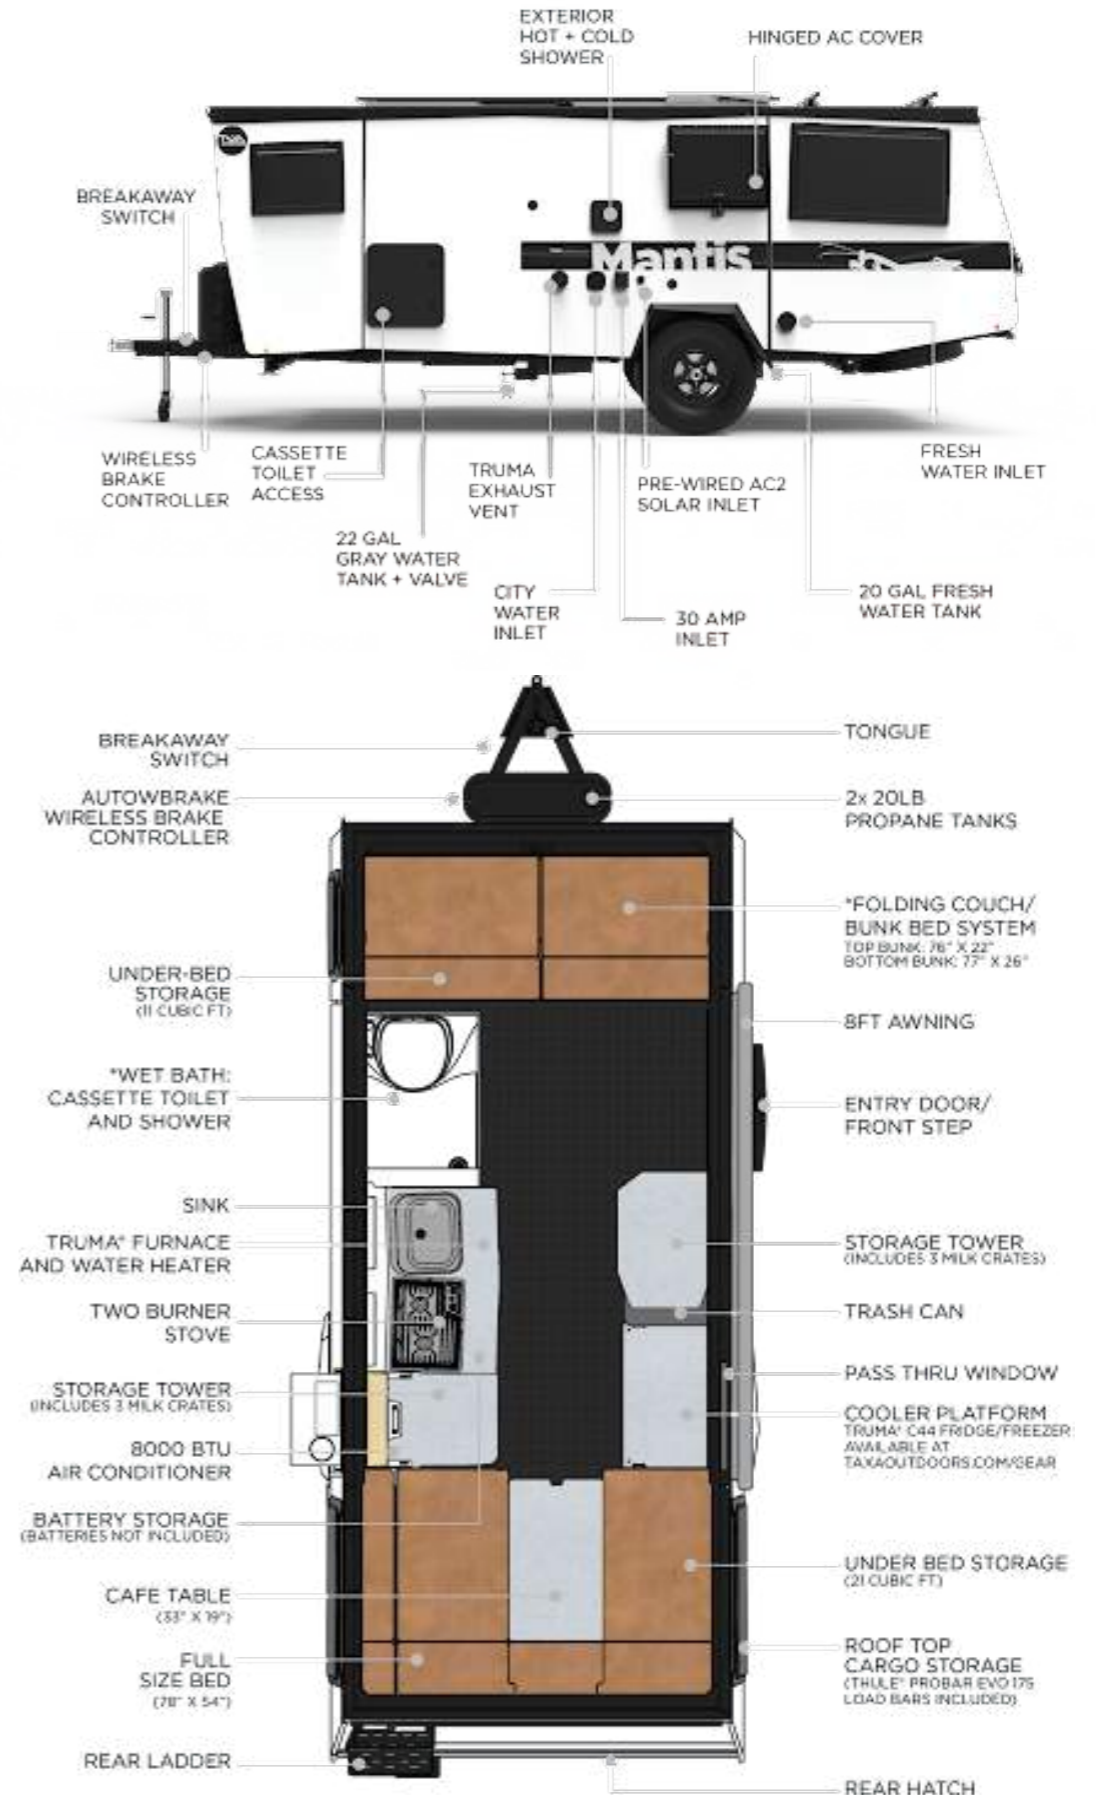 EXTERIOR
HOT + COLD
SHOWER
HINGED AC COVER
BREAKAWAY
SWITCH
Mantis
WIRELESS
BRAKE
CONTROLLER
CASSETTE
TOILET
ACCESS
22 GAL
GRAY WATER
TANK + VALVE
TRUMA
EXHAUST
VENT
CITY
WATER
INLET
PRE-WIRED AC2
SOLAR INLET
30 AMP
INLET
FRESH
WATER INLET
20 GAL FRESH
WATER TANK
BREAKAWAY
SWITCH
AUTOWBRAKE
WIRELESS BRAKE
CONTROLLER
UNDER-BED
STORAGE
(11 CUBIC FT)
*WET BATH:
CASSETTE TOILET
AND SHOWER
SINK
TRUMA® FURNACE
AND WATER HEATER
TWO BURNER
STOVE
STORAGE TOWER
(INCLUDES 3 MILK CRATES)
8000 BTU
AIR CONDITIONER
BATTERY STORAGE
(BATTERIES NOT INCLUDED)
CAFE TABLE
(33" X 19")
FULL
SIZE BED
(78" X 54")
REAR LADDER
TONGUE
2x 20LB
PROPANE TANKS
*FOLDING COUCH/
BUNK BED SYSTEM
TOP BUNK: 76" X 22"
BOTTOM BUNK: 77" X 26"
8FT AWNING
ENTRY DOOR/
FRONT STEP
STORAGE TOWER
(INCLUDES 3 MILK CRATES)
TRASH CAN
PASS THRU WINDOW
COOLER PLATFORM
TRUMA® C44 FRIDGE/FREEZER
AVAILABLE AT
TAXAOUTDOORS.COM/GEAR
UNDER BED STORAGE
(21 CUBIC FT)
ROOF TOP
CARGO STORAGE
(THULE® PROBAR EVO 175
LOAD BARS INCLUDED)
REAR HATCH